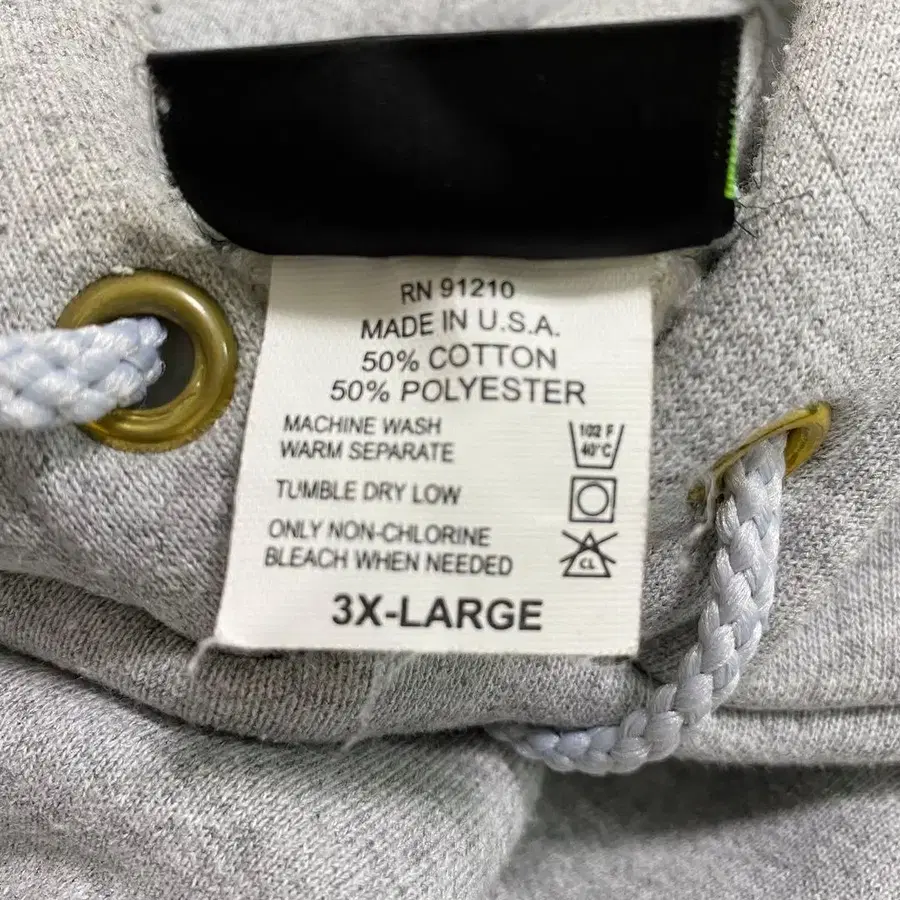 RN 91210
MADE IN U.S.A.
50% COTTON
50% POLYESTER
MACHINE WASH
WARM SEPARATE
102 F
40°C
TUMBLE DRY LOW
ONLY NON-CHLORINE
BLEACH WHEN NEEDED
CL
3X-LARGE